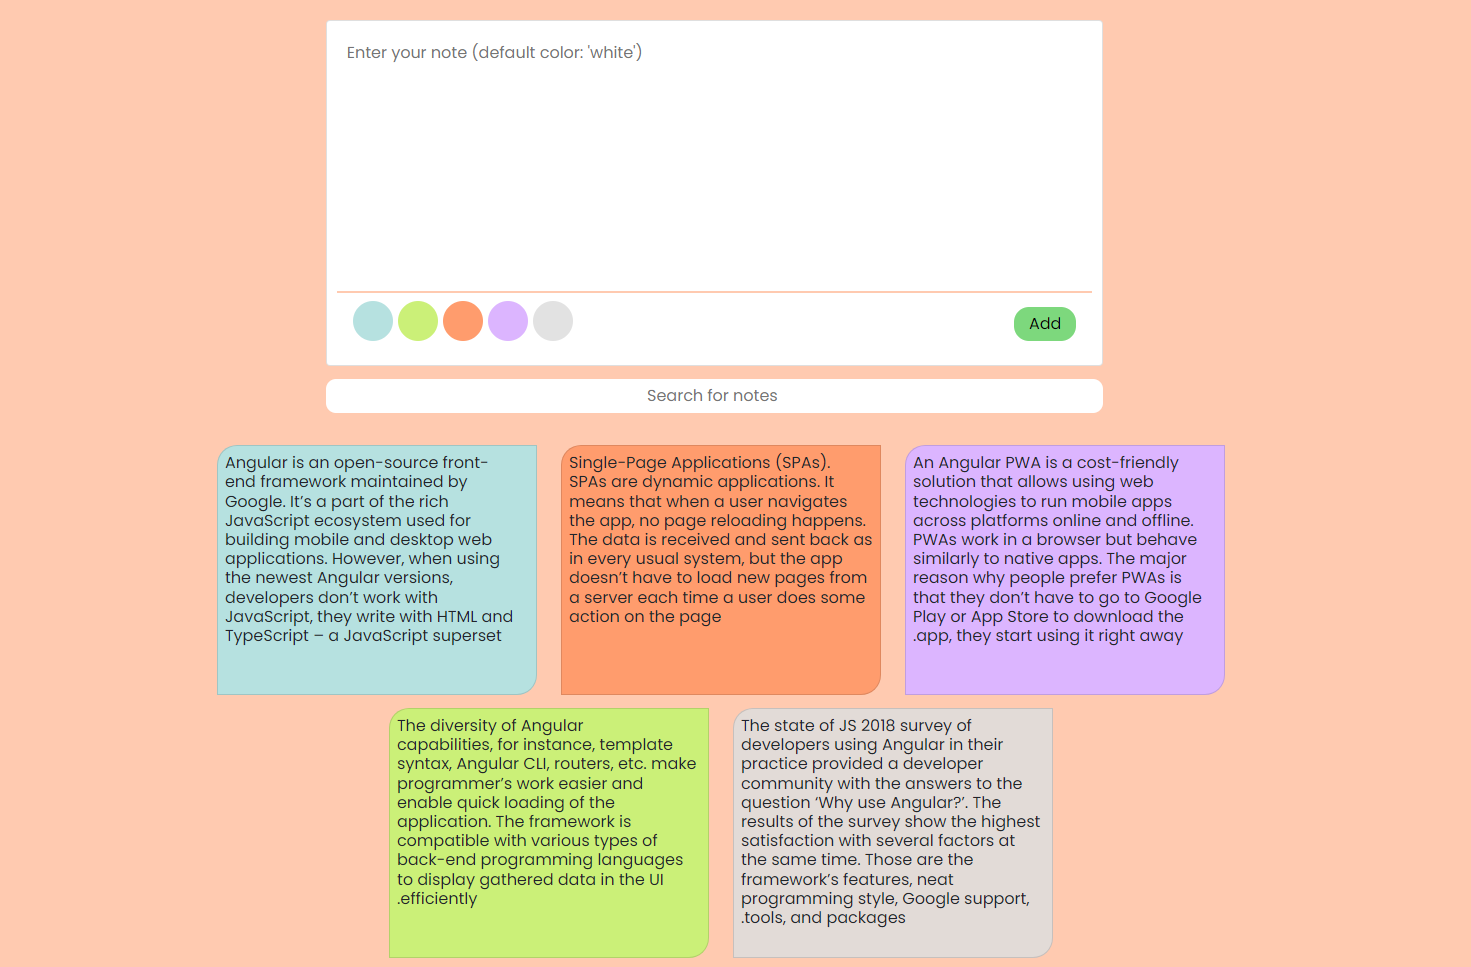 Enter your note (default color: 'white')
Add
Search for notes
Angular is an open-source front-
end framework maintained by
Google. It’s a part of the rich
JavaScript ecosystem used for
building mobile and desktop web
applications. However, when using
the newest Angular versions,
developers don’t work with
JavaScript, they write with HTML and
TypeScript – a JavaScript superset
Single-Page Applications (SPAs).
SPAs are dynamic applications. It
means that when a user navigates
the app, no page reloading happens.
The data is received and sent back as
in every usual system, but the app
doesn’t have to load new pages from
a server each time a user does some
action on the page
An Angular PWA is a cost-friendly
solution that allows using web
technologies to run mobile apps
across platforms online and offline.
PWAs work in a browser but behave
similarly to native apps. The major
reason why people prefer PWAs is
that they don’t have to go to Google
Play or App Store to download the
.app, they start using it right away
The diversity of Angular
capabilities, for instance, template
syntax, Angular CLI, routers, etc. make
programmer’s work easier and
enable quick loading of the
application. The framework is
compatible with various types of
back-end programming languages
to display gathered data in the UI
.efficiently
The state of JS 2018 survey of
developers using Angular in their
practice provided a developer
community with the answers to the
question ‘Why use Angular?’. The
results of the survey show the highest
satisfaction with several factors at
the same time. Those are the
framework’s features, neat
programming style, Google support,
.tools, and packages